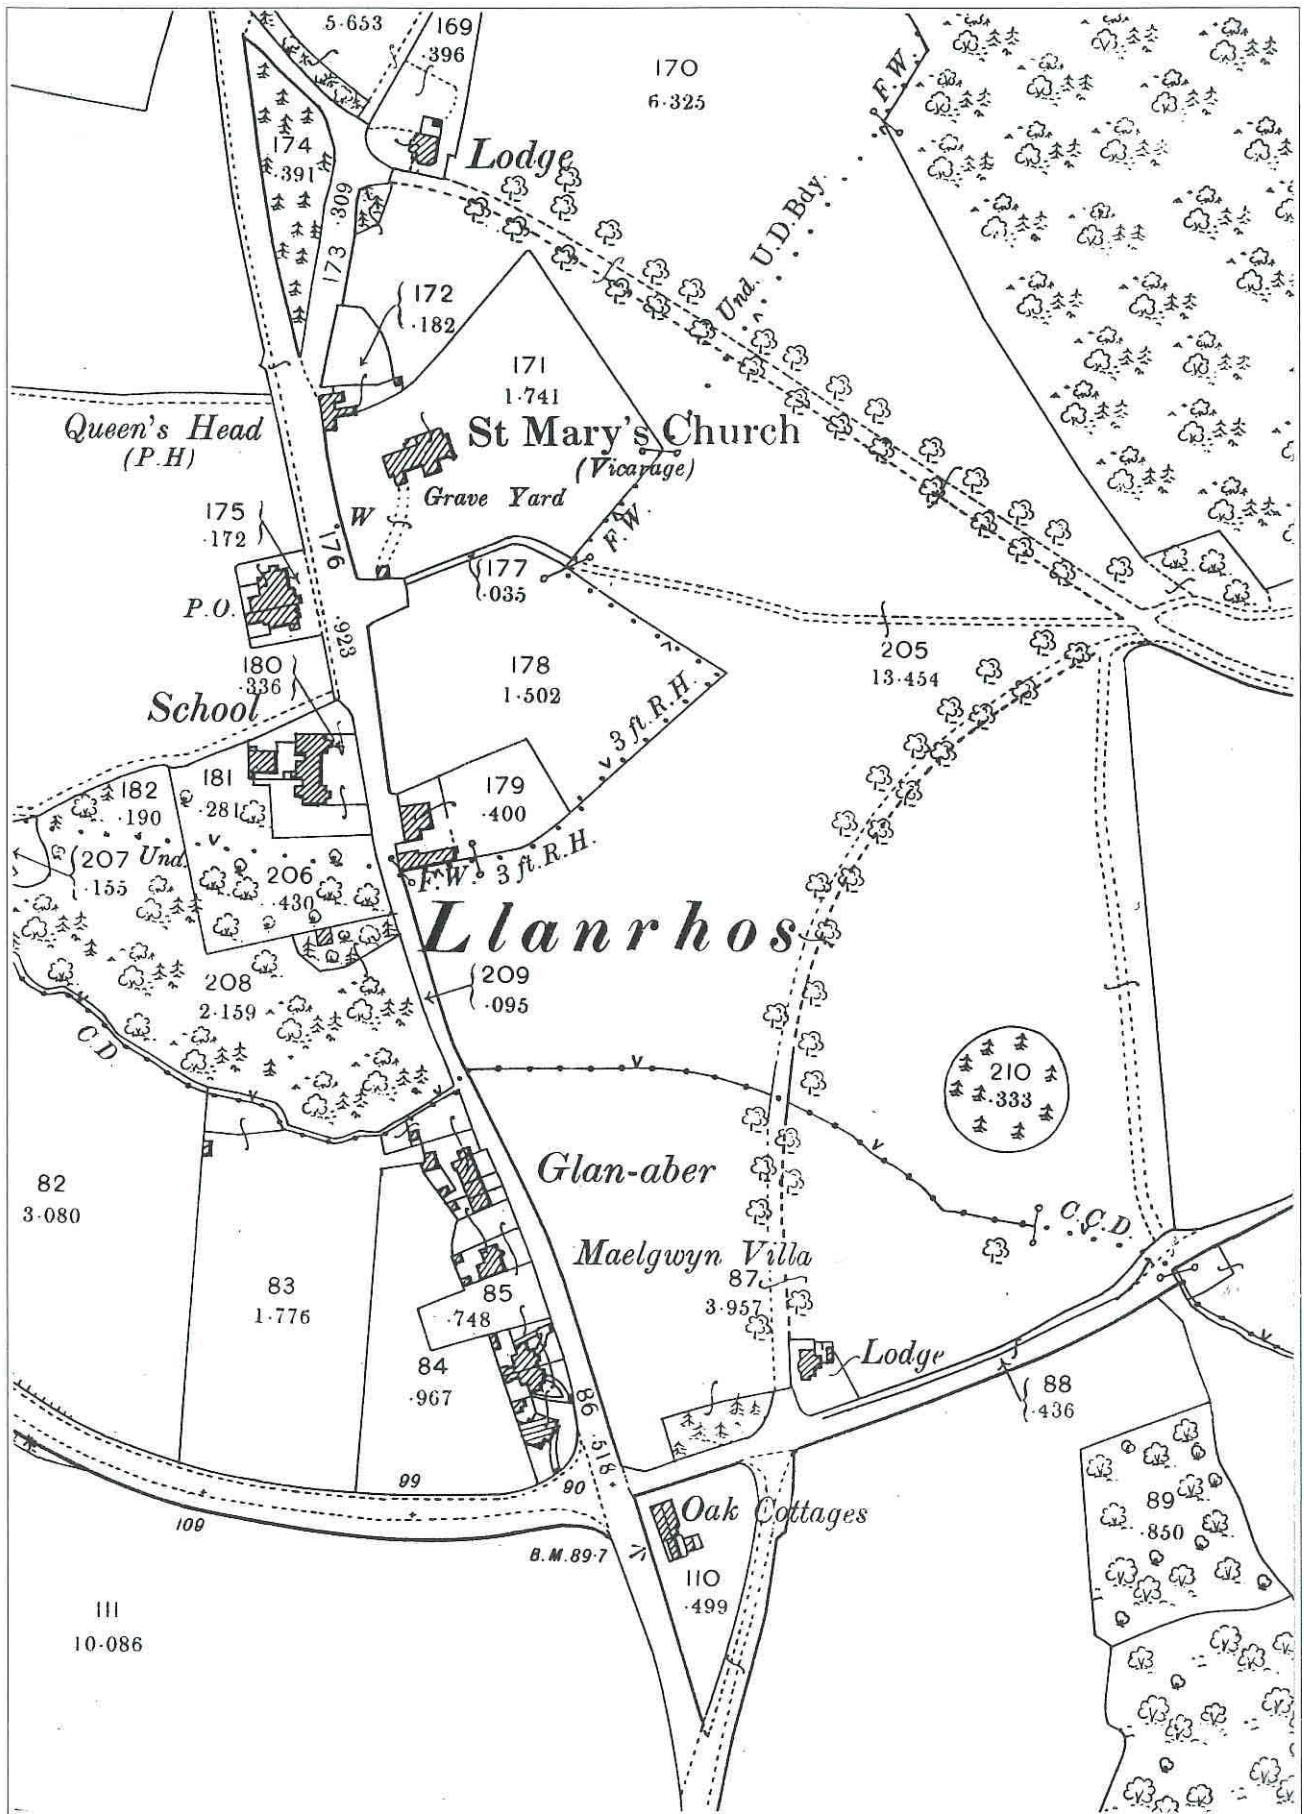 5·653
169
·396
170
6·325
F.W.
174
·391
Lodge
173 ·309
Und. U.D.Bdy.
172
·182
171
1·741
Queen's Head
(P.H)
St Mary's Church
(Vicarage)
Grave Yard
W
F.W.
175
·172
176
177
·035
P.O.
·923
205
13·454
180
·336
178
1·502
3 ft. R.H.
School
182
·190
181
·281
179
·400
207
·155
Und.
206
·430
F.W. 3 ft. R.H.
Llanrhos
208
2·159
209
·095
C.D
210
·333
82
3·080
Glan-aber
C.C.D.
Maelgwyn Villa
83
1·776
85
·748
87
3·957
84
·967
Lodge
88
·436
86
·518
99
90
89
·850
109
Oak Cottages
B.M.89·7
110
·499
111
10·086